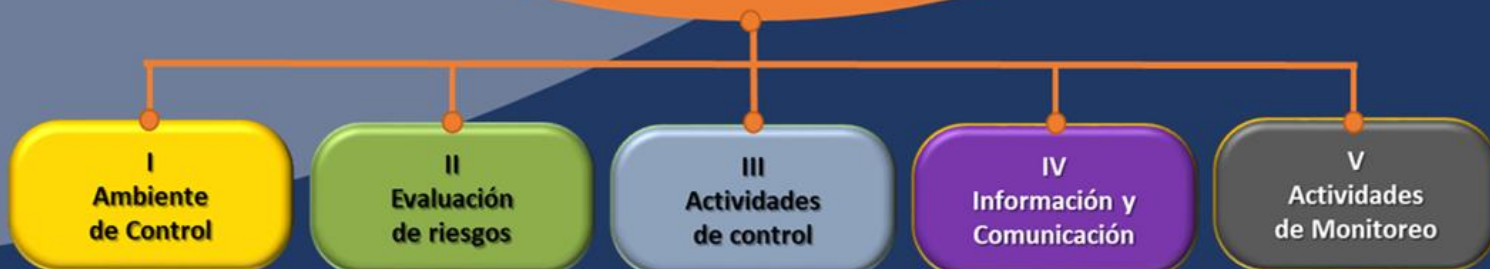 I
Ambiente
de Control
II
Evaluación
de riesgos
III
Actividades
de control
IV
Información y
Comunicación
V
Actividades
de Monitoreo